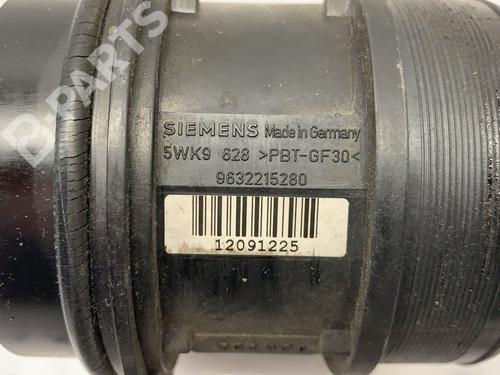 B-PARTS
SIEMENS Made in Germany
5WK9 628 >PBT-GF30<
9632215280
12091225